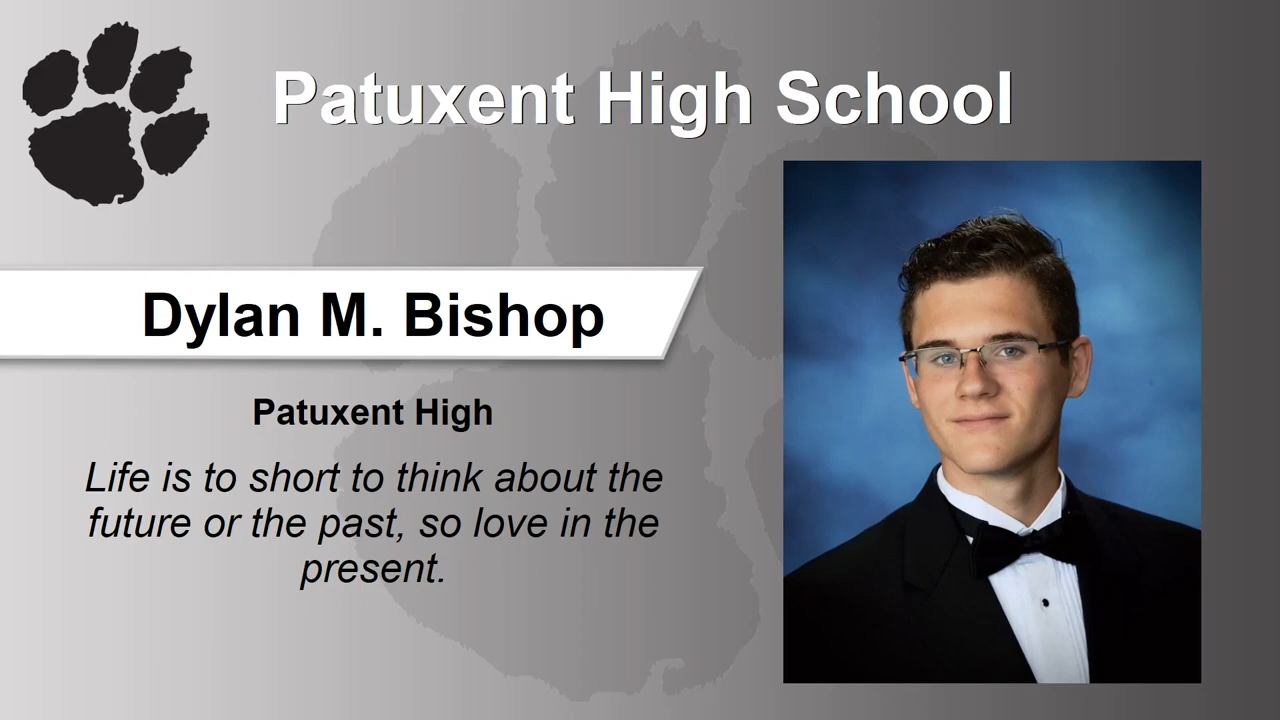 Patuxent High School
Dylan M. Bishop
Patuxent High
Life is to short to think about the
future or the past, so love in the
present.